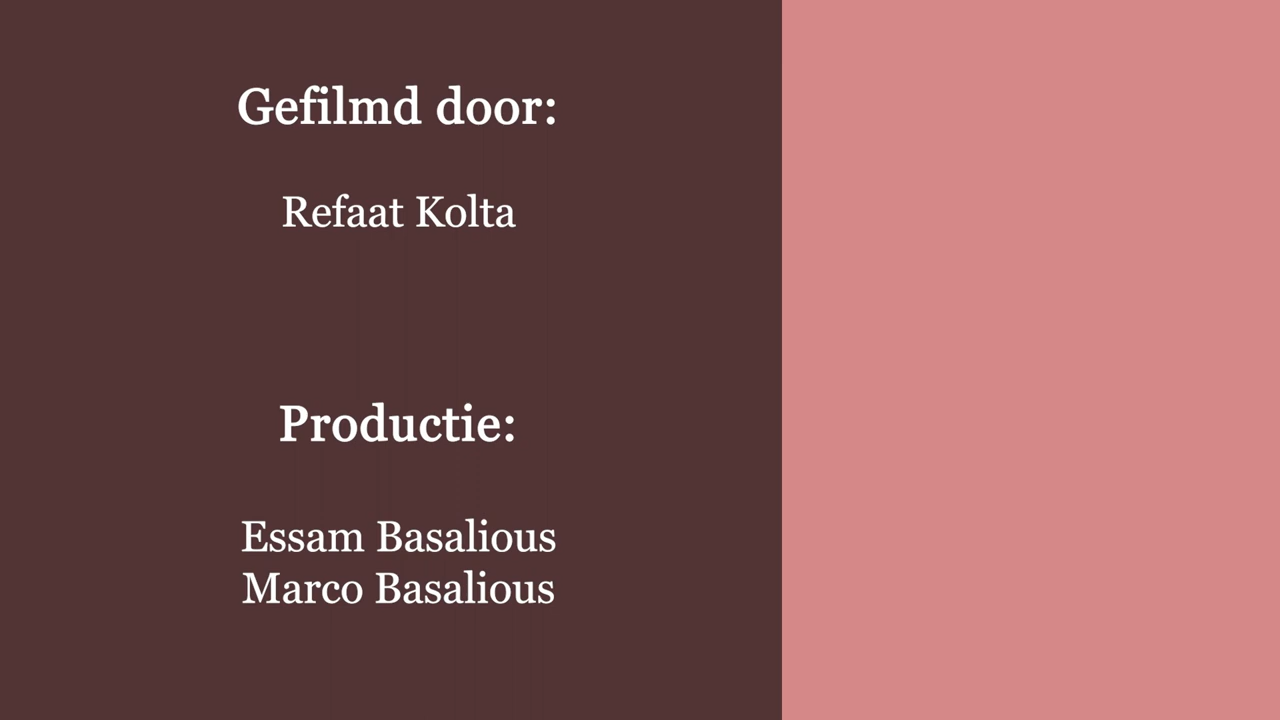 Gefilmd door:
Refaat Kolta
Productie:
Essam Basalious
Marco Basalious